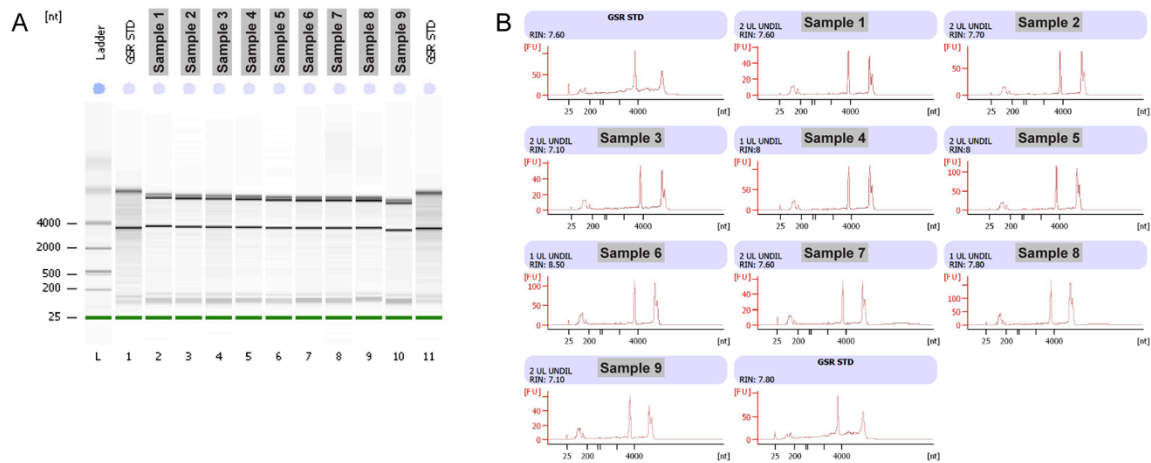 A
[nt]
Ladder
GSR STD
Sample 1
Sample 2
Sample 3
Sample 4
Sample 5
Sample 6
Sample 7
Sample 8
Sample 9
GSR STD
4000
2000
500
200
25
L 1 2 3 4 5 6 7 8 9 10 11
B
GSR STD
RIN: 7.60
[FU]
50
0
25 200 4000 [nt]
2 UL UNDIL Sample 1
RIN: 7.60
[FU]
50
0
25 200 4000 [nt]
2 UL UNDIL Sample 2
RIN: 7.70
[FU]
100
50
0
25 200 4000 [nt]
2 UL UNDIL Sample 3
RIN: 7.10
[FU]
40
20
0
25 200 4000 [nt]
1 UL UNDIL Sample 4
RIN:8
[FU]
100
50
0
25 200 4000 [nt]
2 UL UNDIL Sample 5
RIN:8
[FU]
100
50
0
25 200 4000 [nt]
1 UL UNDIL Sample 6
RIN: 8.50
[FU]
100
50
0
25 200 4000 [nt]
2 UL UNDIL Sample 7
RIN: 7.60
[FU]
40
20
0
25 200 4000 [nt]
1 UL UNDIL Sample 8
RIN: 7.80
[FU]
150
100
50
0
25 200 4000 [nt]
2 UL UNDIL Sample 9
RIN: 7.10
[FU]
50
0
25 200 4000 [nt]
GSR STD
RIN: 7.80
[FU]
50
0
25 200 4000 [nt]